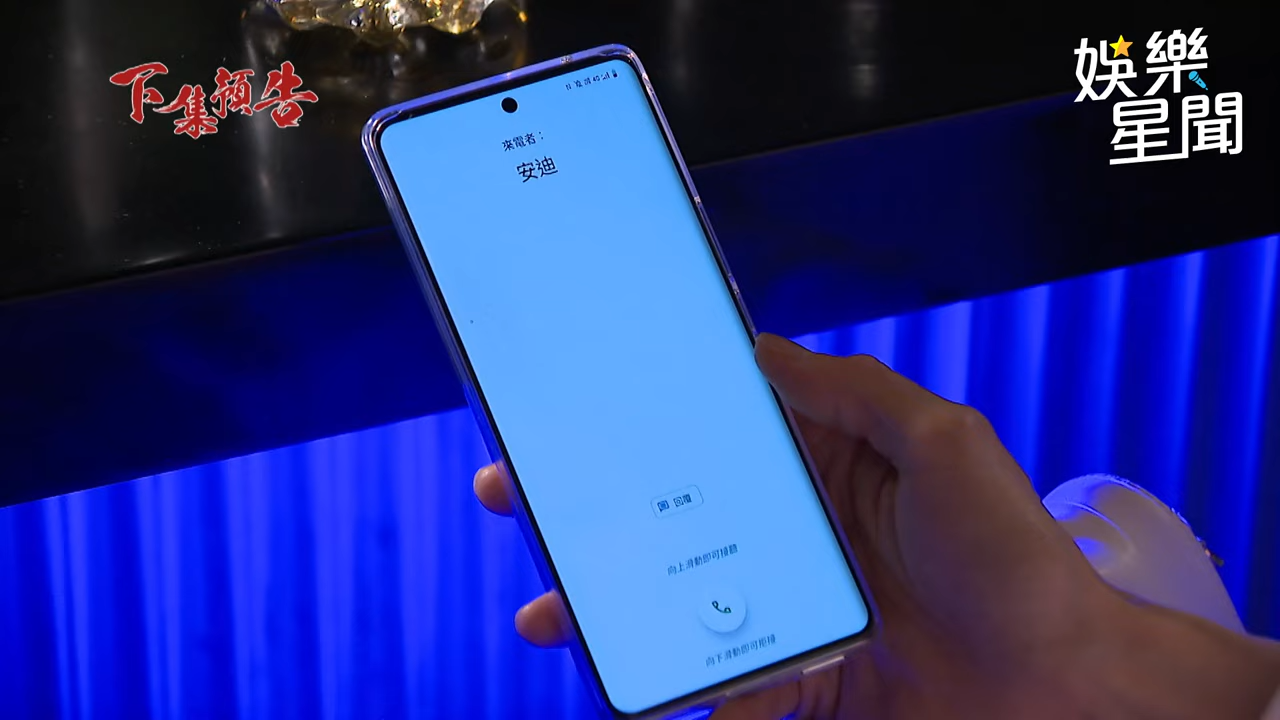 下集預告
娛樂
星聞
來電者：
安迪
回覆
向上滑動即可接聽
向下滑動即可拒接